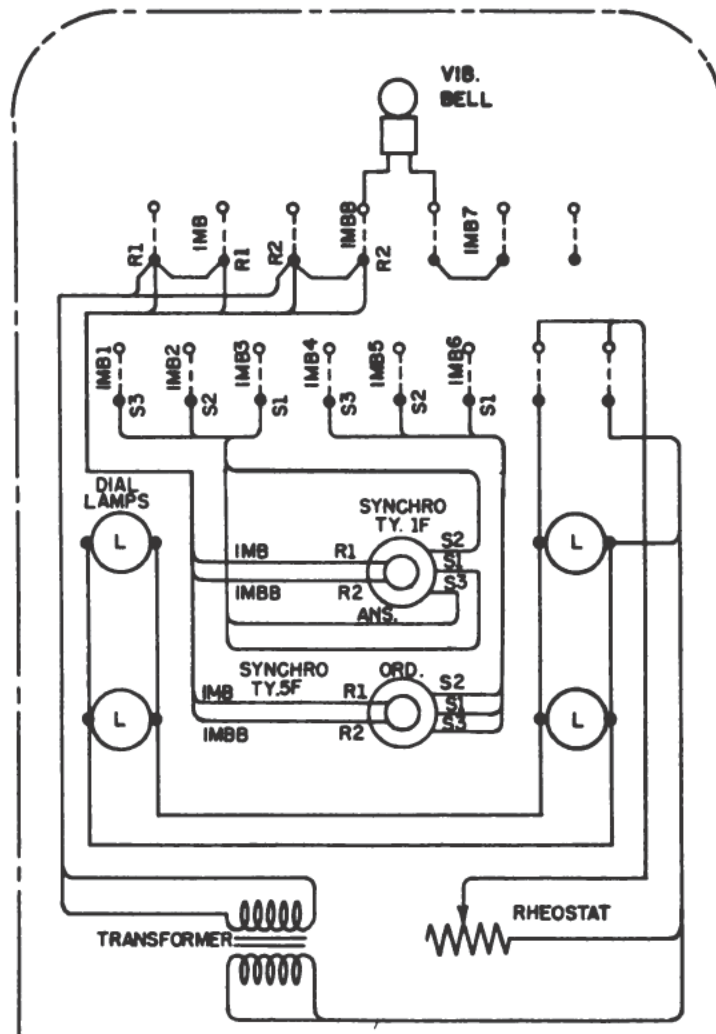 VIB.
BELL
R1
IMB
R1
R2
IMBB
R2
IMB7
IMB1
S3
IMB2
S2
IMB3
S1
IMB4
S3
IMB5
S2
IMB6
S1
DIAL
LAMPS
L
L
SYNCHRO
TY. 1F
IMB
R1
S2
S1
S3
IMBB
R2
ANS.
SYNCHRO
TY.5F
ORD.
IMB
R1
S2
S1
S3
IMBB
R2
L
L
TRANSFORMER
RHEOSTAT